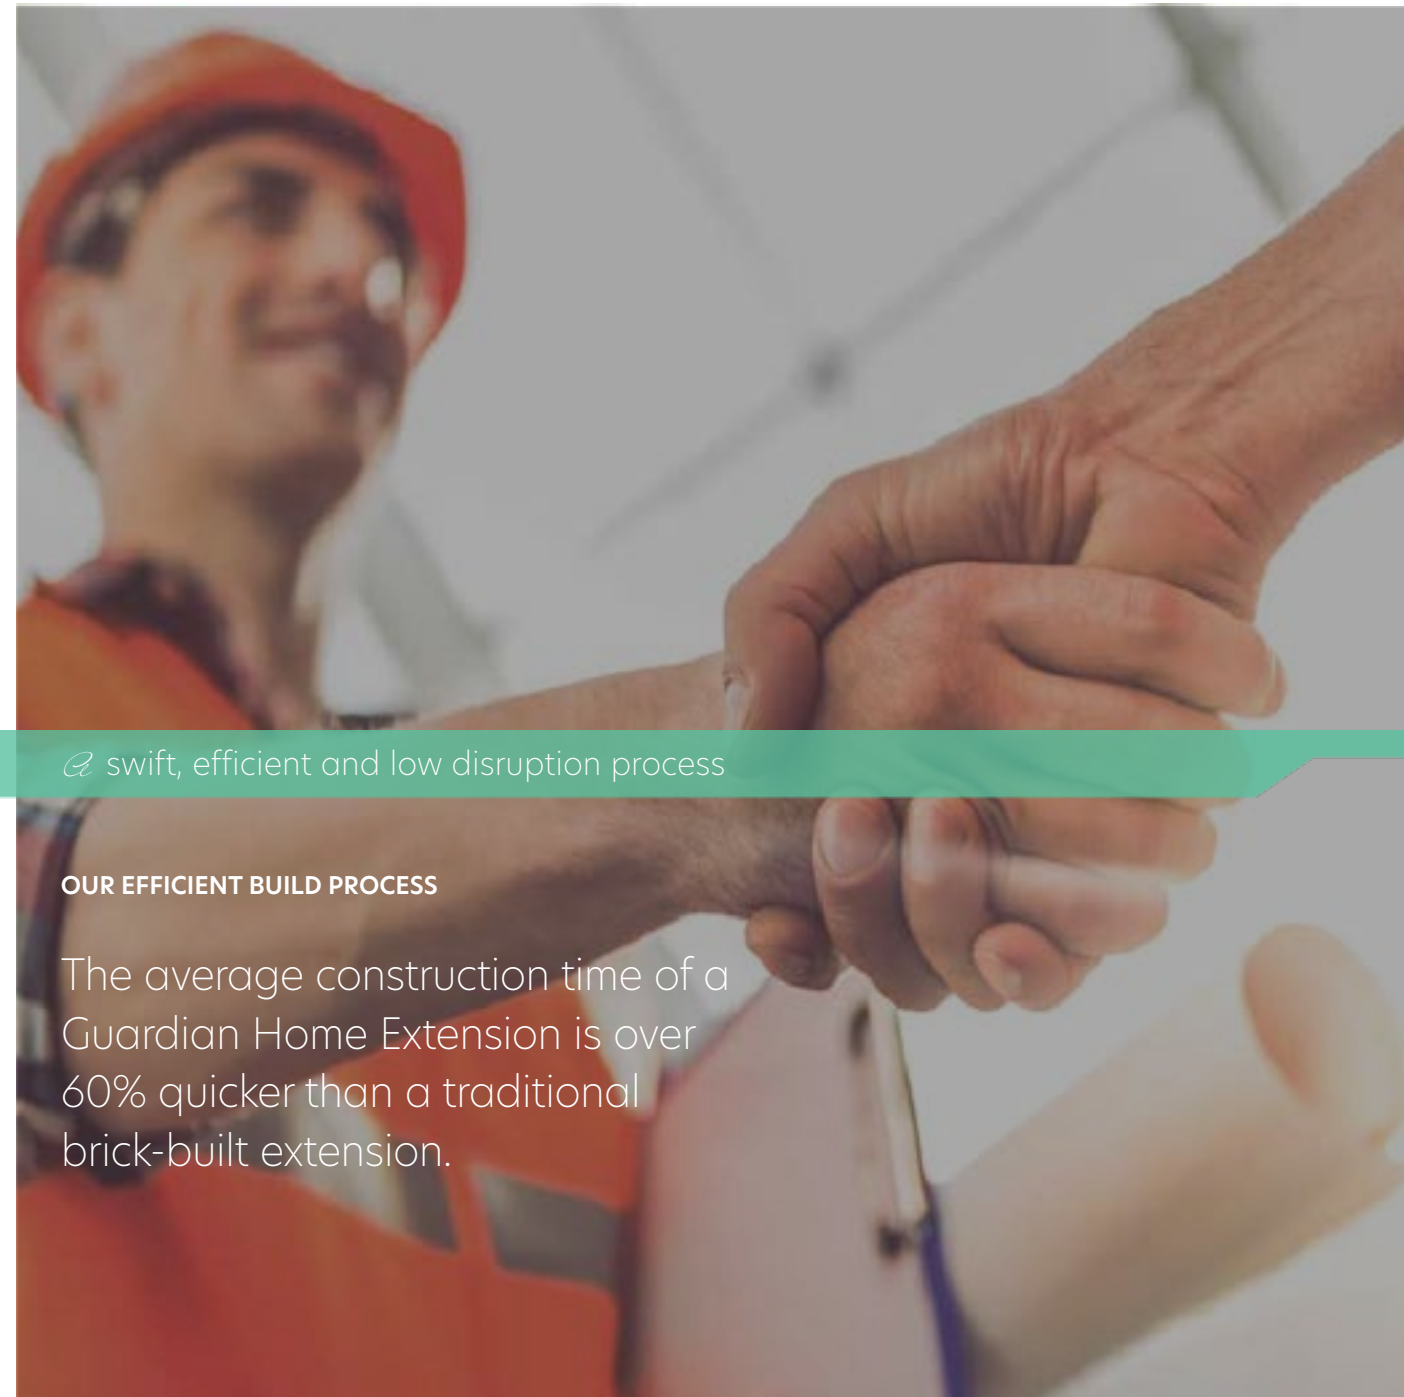 a swift, efficient and low disruption process
OUR EFFICIENT BUILD PROCESS
The average construction time of a
Guardian Home Extension is over
60% quicker than a traditional
brick-built extension.